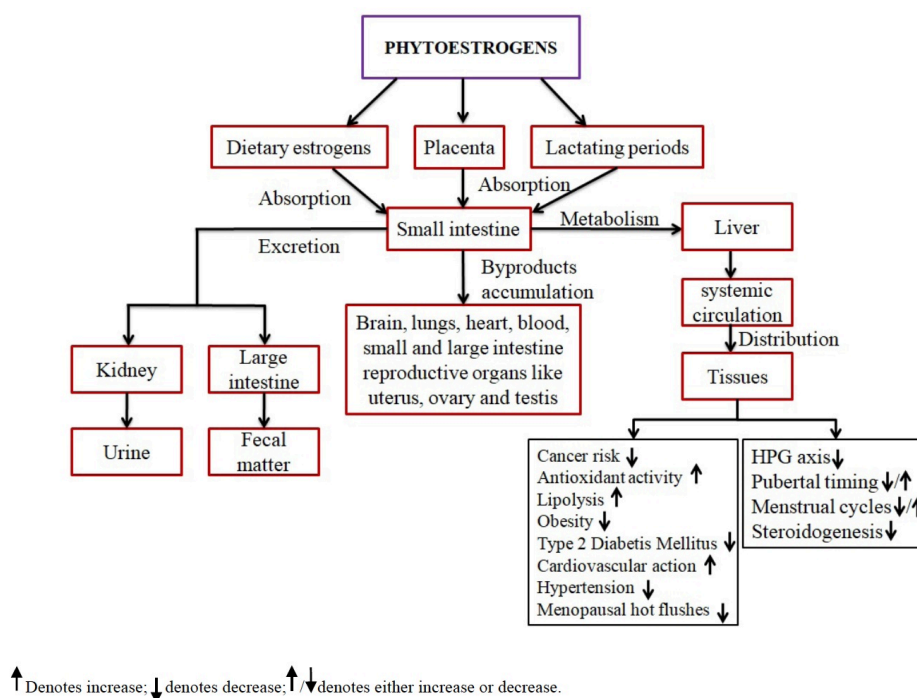 PHYTOESTROGENS
Dietary estrogens
Placenta
Lactating periods
Absorption
Absorption
Small intestine
Metabolism
Liver
Excretion
Byproducts
accumulation
systemic
circulation
Distribution
Brain, lungs, heart, blood,
small and large intestine
reproductive organs like
uterus, ovary and testis
Kidney
Large
intestine
Tissues
Urine
Fecal
matter
Cancer risk ↓
Antioxidant activity ↑
Lipolysis ↑
Obesity ↓
Type 2 Diabetis Mellitus ↓
Cardiovascular action ↑
Hypertension ↓
Menopausal hot flushes ↓
HPG axis ↓
Pubertal timing ↓/↑
Menstrual cycles ↓/↑
Steroidogenesis ↓
↑ Denotes increase; ↓ denotes decrease; ↑/↓ denotes either increase or decrease.